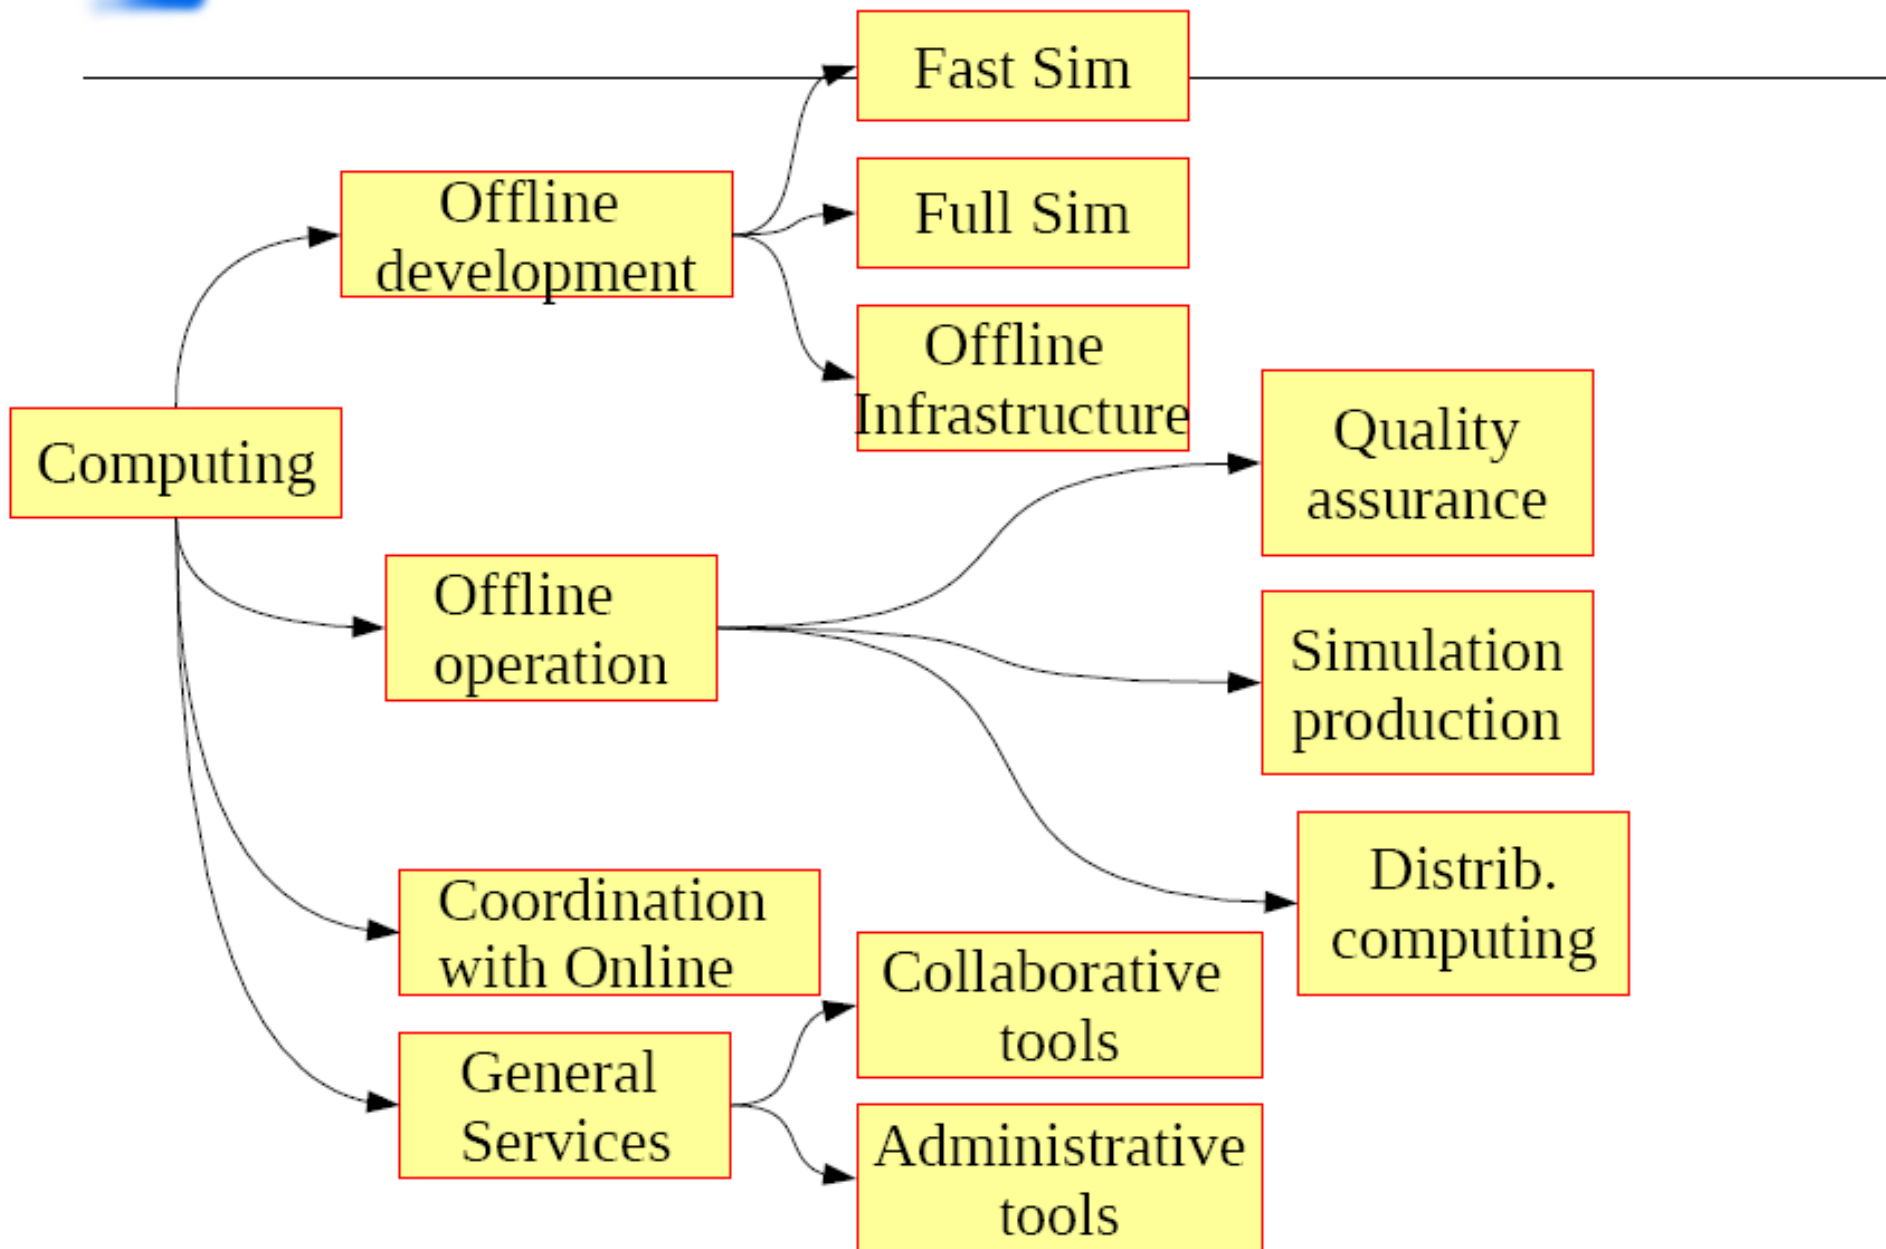 Fast Sim
Offline
development
Full Sim
Offline
Infrastructure
Computing
Quality
assurance
Offline
operation
Simulation
production
Distrib.
computing
Coordination
with Online
Collaborative
tools
General
Services
Administrative
tools